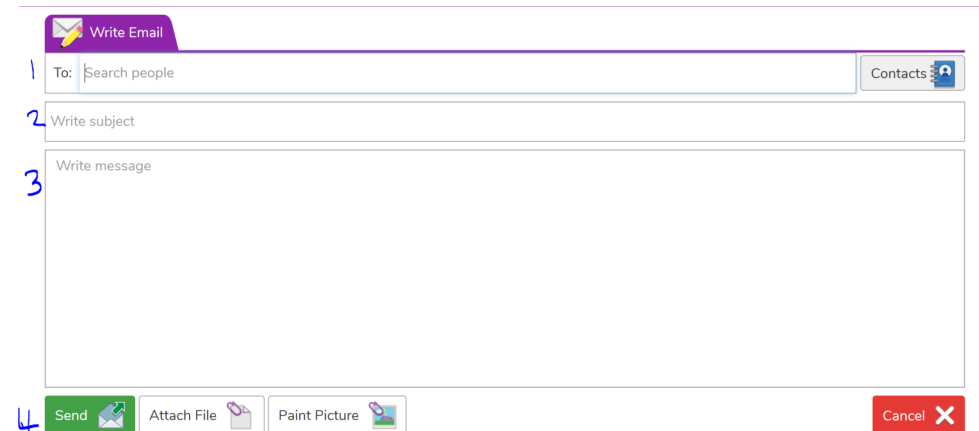 Write Email
1 To: Search people Contacts
2 Write subject
3 Write message
4 Send Attach File Paint Picture Cancel